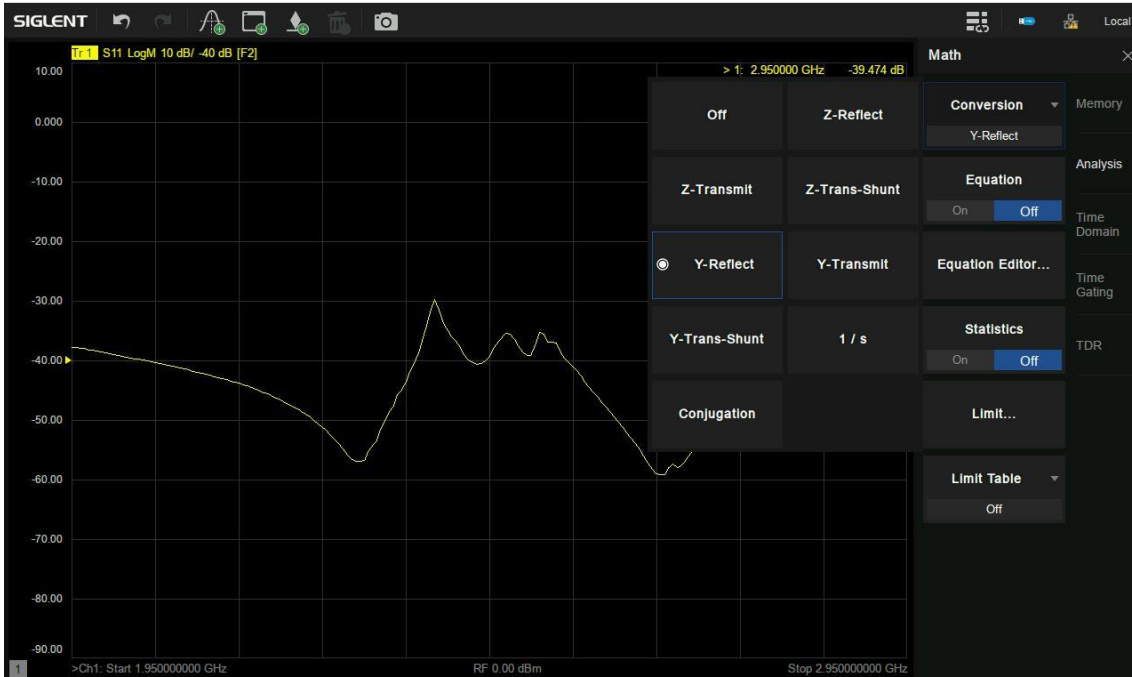 SIGLENT
Local
Tr 1 S11 LogM 10 dB/ -40 dB [F2]
> 1: 2.950000 GHz -39.474 dB
10.00
0.000
-10.00
-20.00
-30.00
-40.00
-50.00
-60.00
-70.00
-80.00
-90.00
Off
Z-Reflect
Z-Transmit
Z-Trans-Shunt
Y-Reflect
Y-Transmit
Y-Trans-Shunt
1 / s
Conjugation
Math
Conversion
Y-Reflect
Equation
On Off
Equation Editor...
Statistics
On Off
Limit...
Limit Table
Off
Memory
Analysis
Time
Domain
Time
Gating
TDR
1 >Ch1: Start 1.950000000 GHz RF 0.00 dBm Stop 2.950000000 GHz